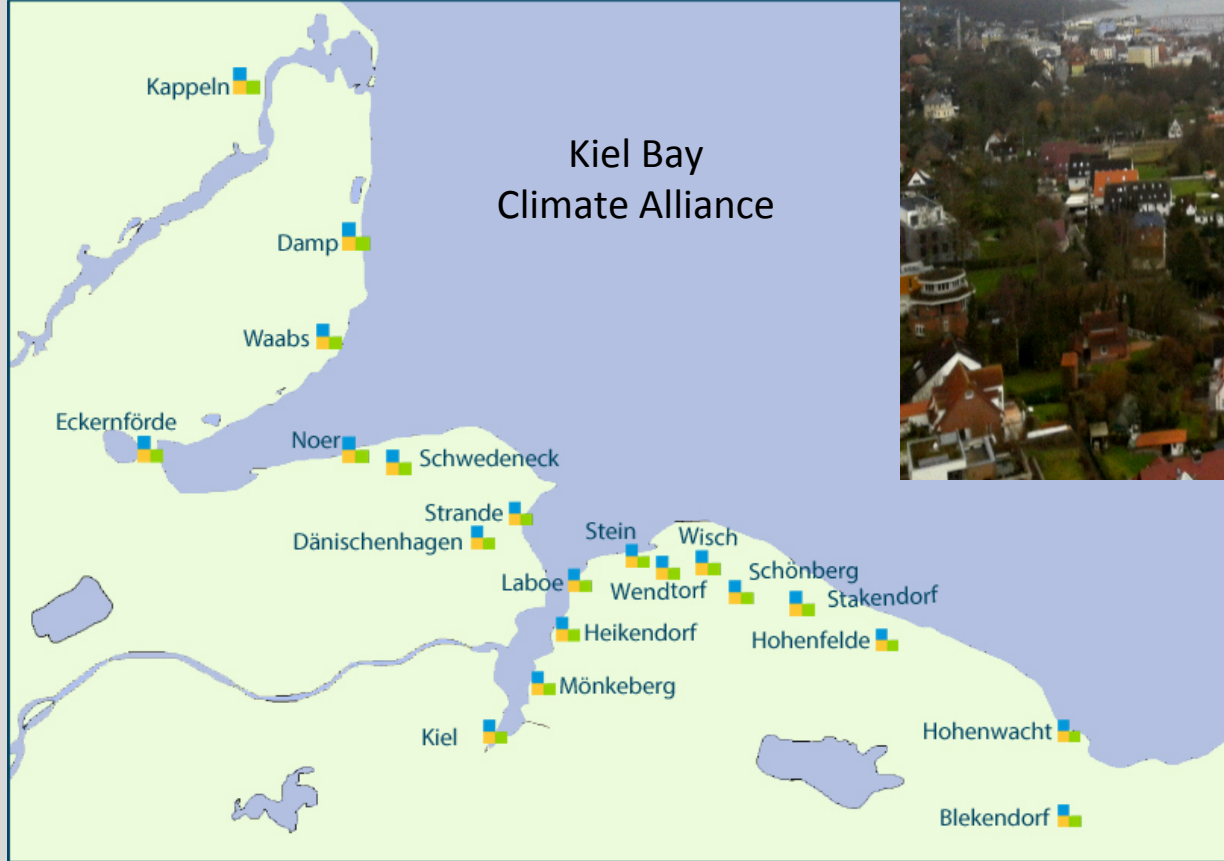 Kappeln
Kiel Bay
Climate Alliance
Damp
Waabs
Eckernförde
Noer
Schwedeneck
Strande
Dänischenhagen
Stein
Wisch
Laboe
Wendtorf
Schönberg
Stakendorf
Heikendorf
Hohenfelde
Mönkeberg
Kiel
Hohenwacht
Blekendorf